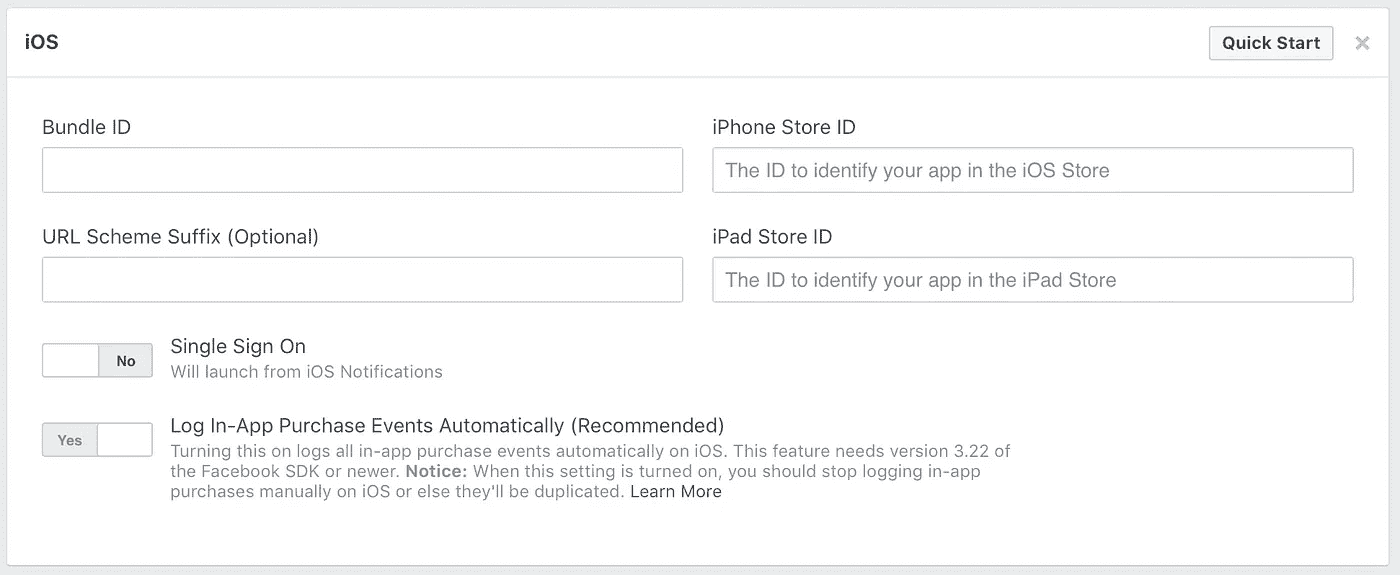 iOS
Quick Start
Bundle ID
iPhone Store ID
The ID to identify your app in the iOS Store
URL Scheme Suffix (Optional)
iPad Store ID
The ID to identify your app in the iPad Store
No
Single Sign On
Will launch from iOS Notifications
Yes
Log In-App Purchase Events Automatically (Recommended)
Turning this on logs all in-app purchase events automatically on iOS. This feature needs version 3.22 of
the Facebook SDK or newer. Notice: When this setting is turned on, you should stop logging in-app
purchases manually on iOS or else they'll be duplicated. Learn More